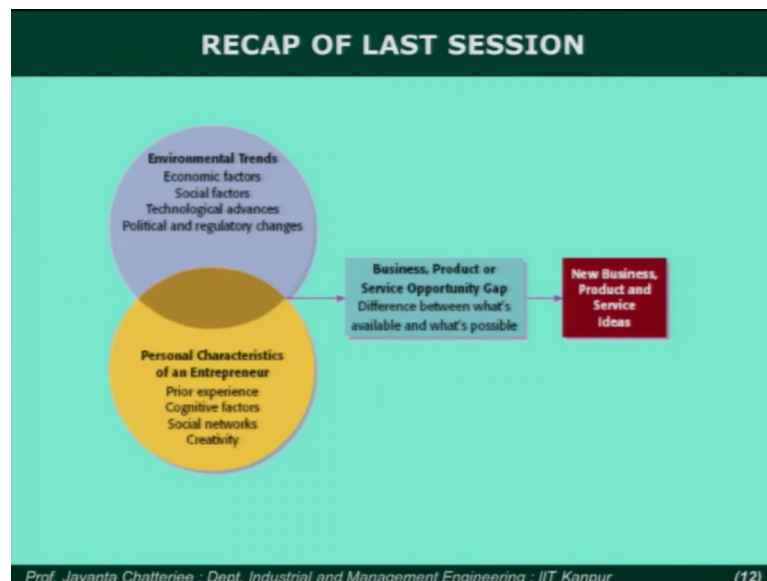 RECAP OF LAST SESSION
Environmental Trends
Economic factors
Social factors
Technological advances
Political and regulatory changes
Personal Characteristics
of an Entrepreneur
Prior experience
Cognitive factors
Social networks
Creativity
Business, Product or
Service Opportunity Gap
Difference between what's
available and what's possible
New Business,
Product and
Service
Ideas
Prof. Jayanta Chatterjee : Dept. Industrial and Management Engineering : IIT Kanpur (12)